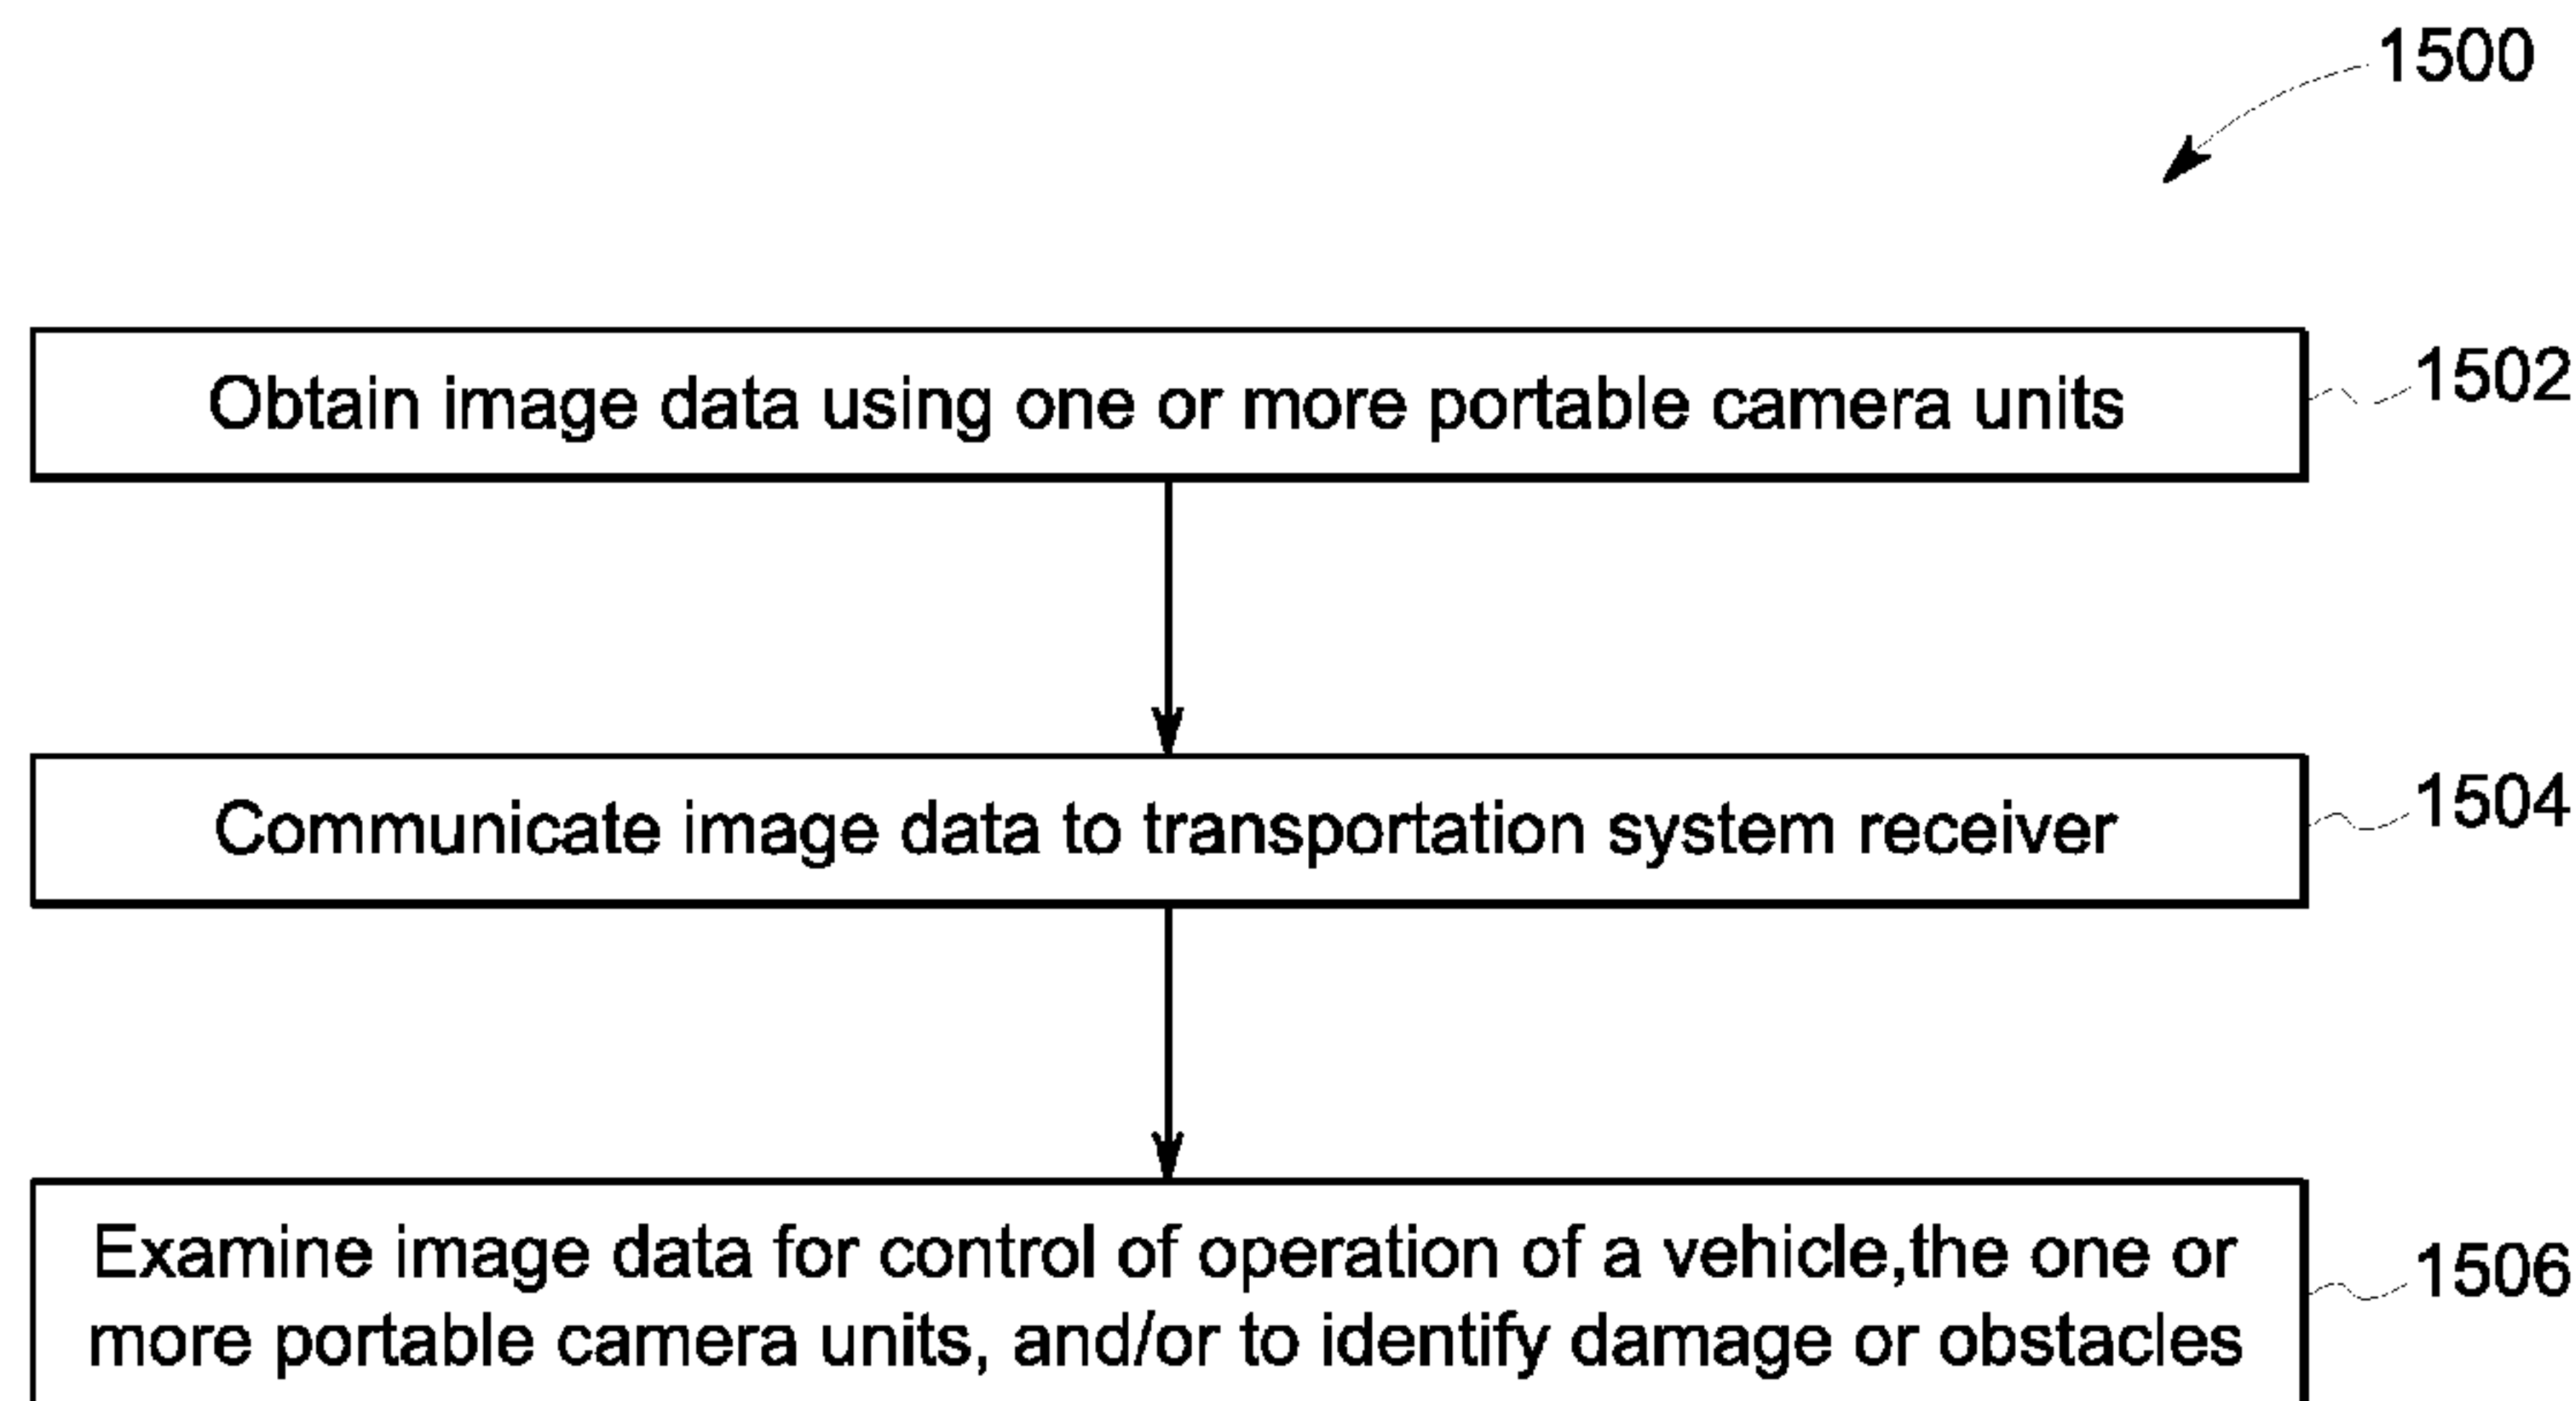 1500
Obtain image data using one or more portable camera units
1502
Communicate image data to transportation system receiver
1504
Examine image data for control of operation of a vehicle,the one or
more portable camera units, and/or to identify damage or obstacles
1506